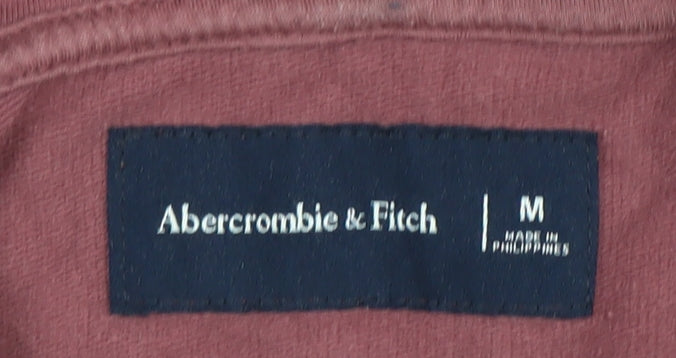 Abercrombie & Fitch
M
MADE IN
PHILIPPINES